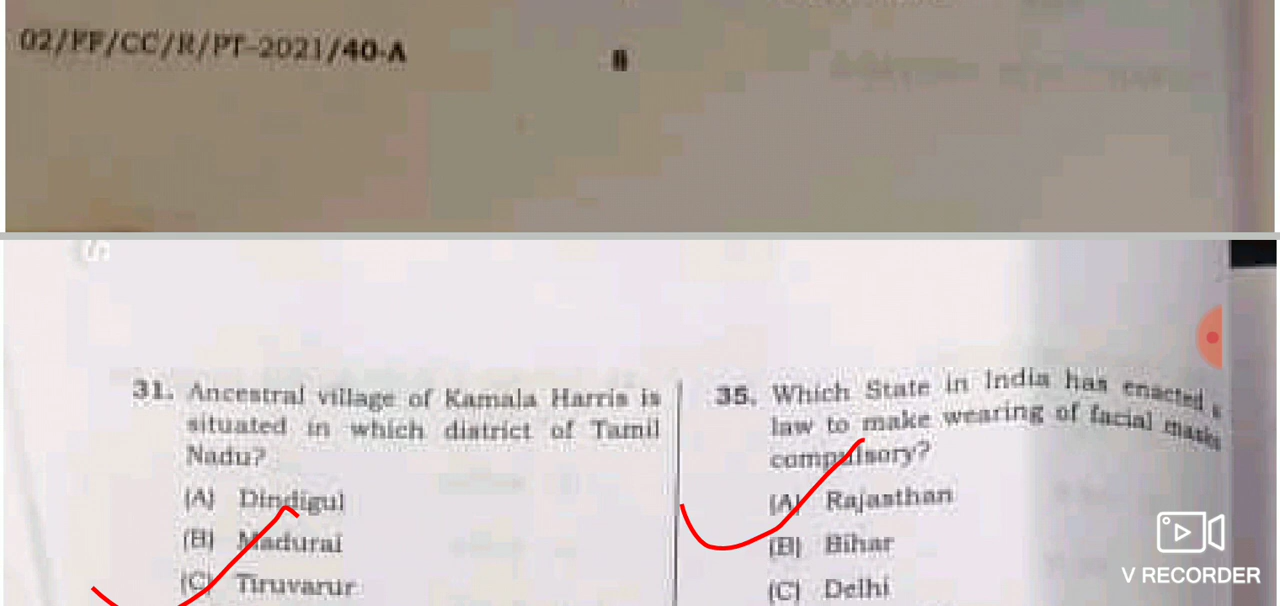 02/FF/CC/R/PT-2021/40-A
8
S
31. Ancestral village of Kamala Harris is
situated in which district of Tamil
Nadu?
(A) Dindigul
(B) Madurai
(C) Tiruvarur
35. Which State in India has enacted a
law to make wearing of facial masks
compulsory?
(A) Rajasthan
(B) Bihar
(C) Delhi
V RECORDER